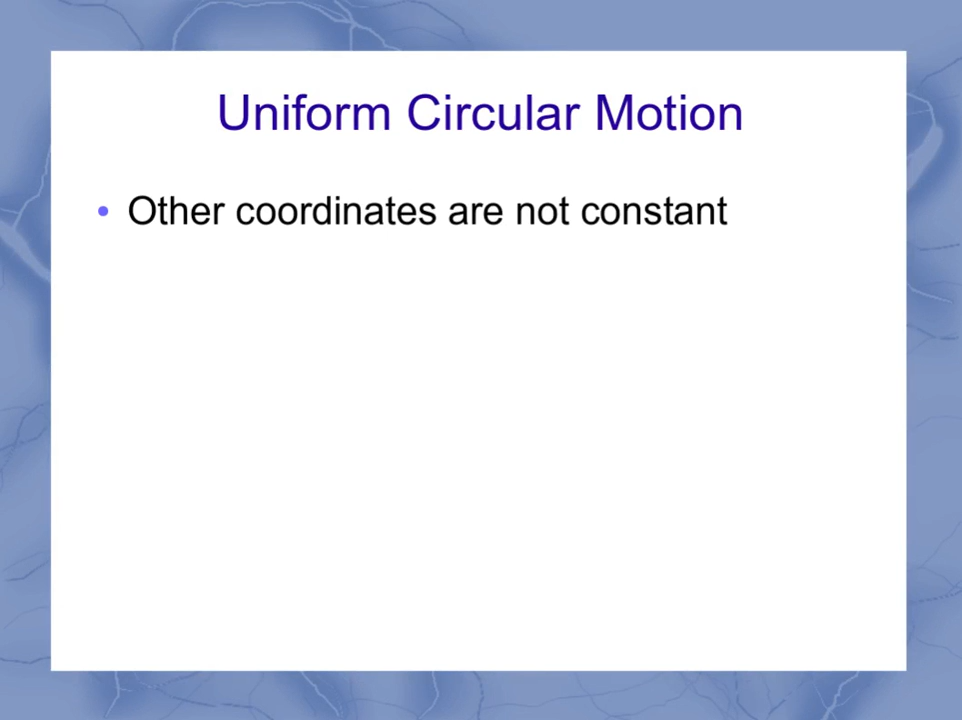 Uniform Circular Motion
• Other coordinates are not constant